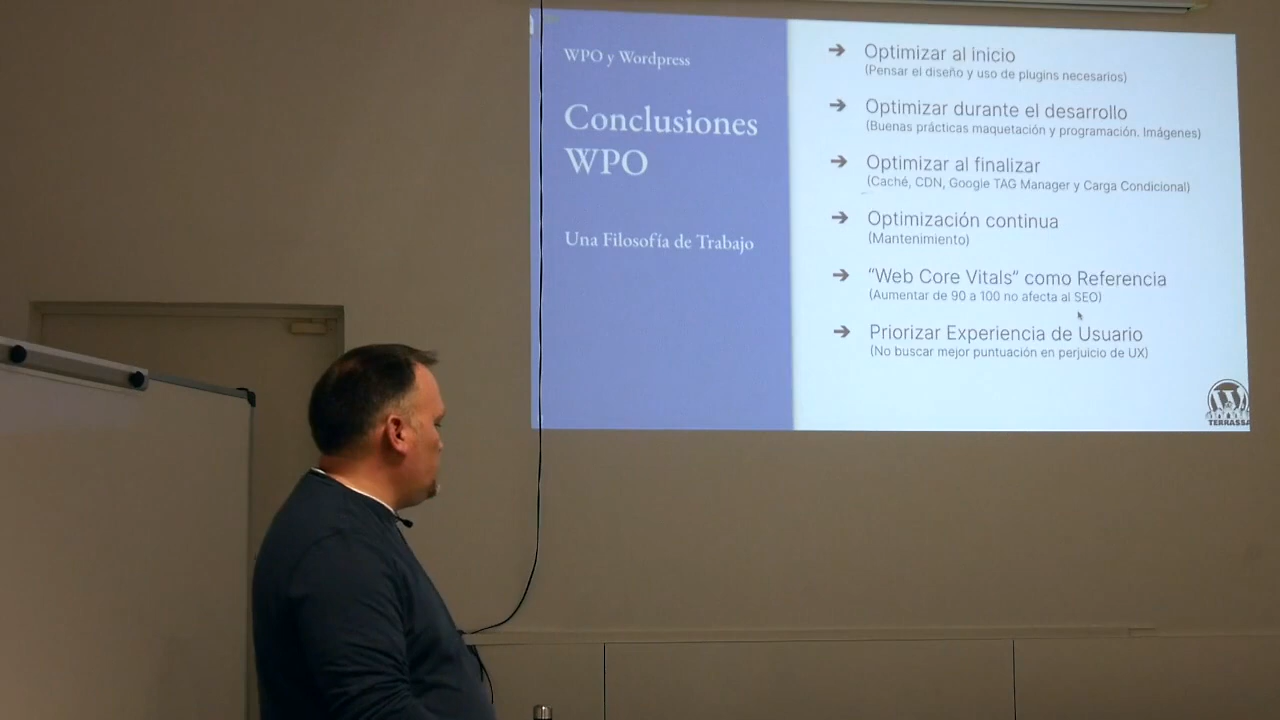 WPO y Wordpress
Conclusiones
WPO
Una Filosofía de Trabajo
➔ Optimizar al inicio
(Pensar el diseño y uso de plugins necesarios)
➔ Optimizar durante el desarrollo
(Buenas prácticas maquetación y programación. Imágenes)
➔ Optimizar al finalizar
(Caché, CDN, Google TAG Manager y Carga Condicional)
➔ Optimización continua
(Mantenimiento)
➔ “Web Core Vitals“ como Referencia
(Aumentar de 90 a 100 no afecta al SEO)
➔ Priorizar Experiencia de Usuario
(No buscar mejor puntuación en perjuicio de UX)
TERRASSA